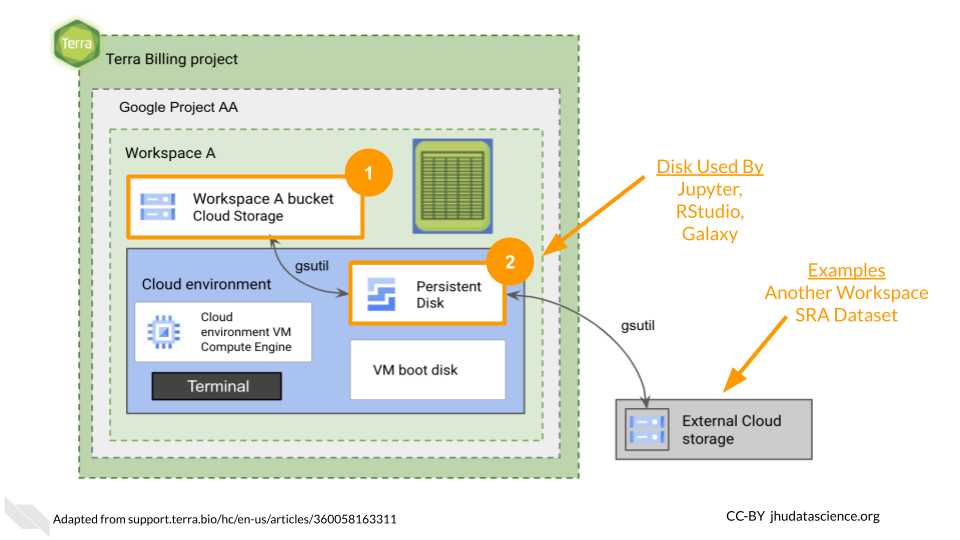 Terra
Terra Billing project
Google Project AA
Workspace A
1
Workspace A bucket
Cloud Storage
Disk Used By
Jupyter,
RStudio,
Galaxy
gsutil
2
Cloud environment
Persistent
Disk
Cloud
environment VM
Compute Engine
Terminal
VM boot disk
Examples
Another Workspace
SRA Dataset
gsutil
External Cloud
storage
Adapted from support.terra.bio/hc/en-us/articles/360058163311
CC-BY jhudatascience.org